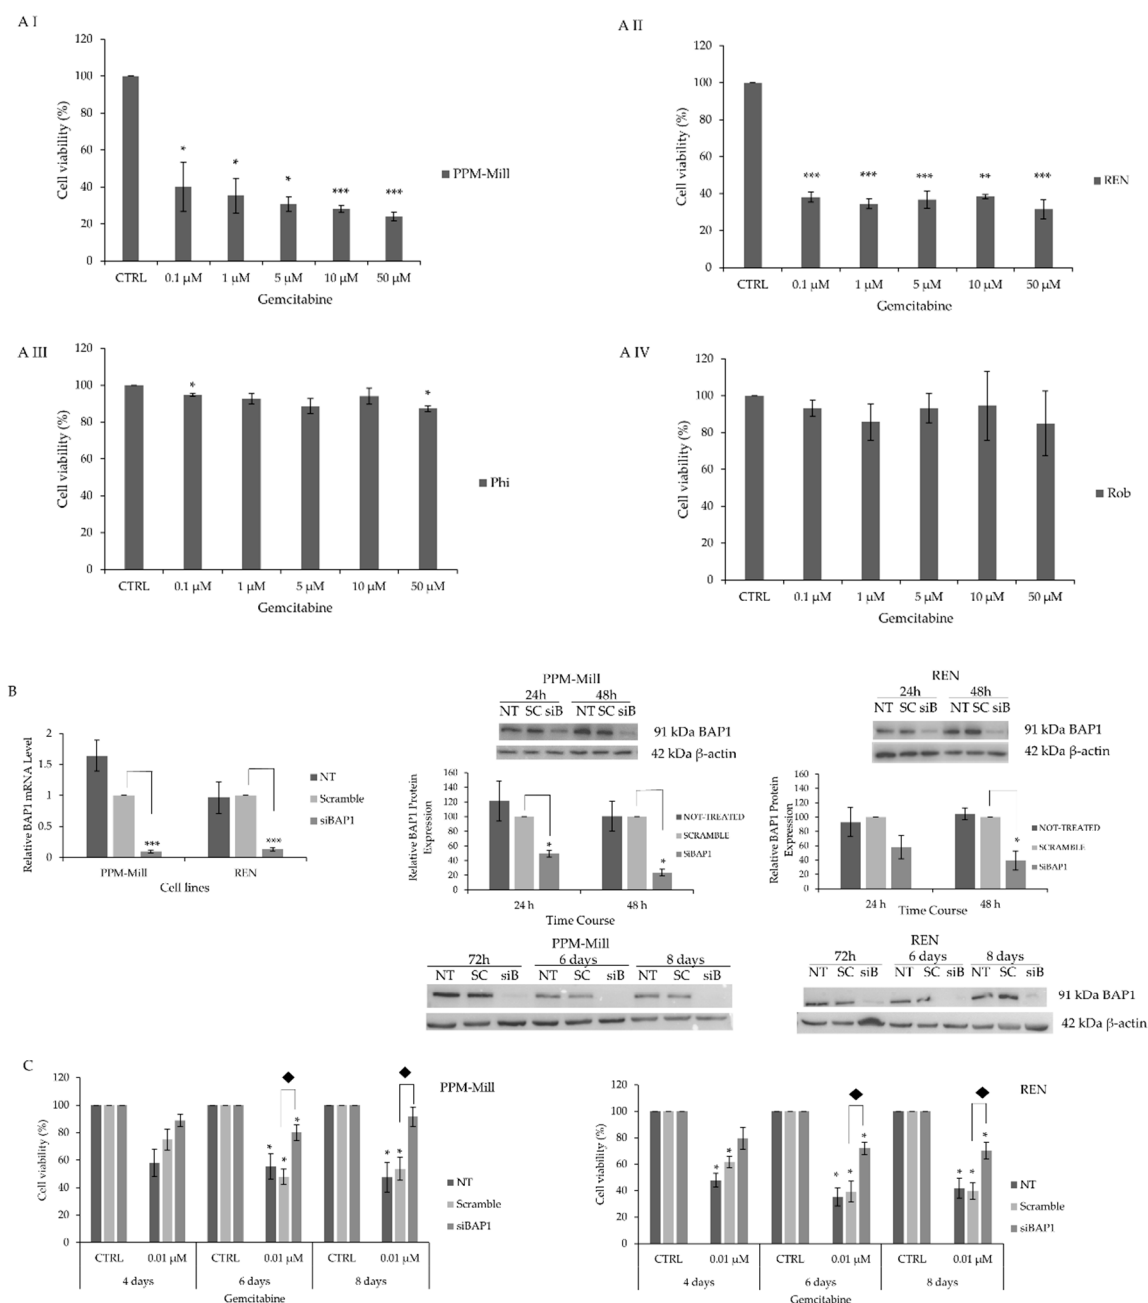 A I
Cell viability (%)
120
100
80
60
40
20
0
* * * *** ***
CTRL 0.1 µM 1 µM 5 µM 10 µM 50 µM
Gemcitabine
PPM-Mill
A II
Cell viability (%)
120
100
80
60
40
20
0
*** *** *** ** ***
CTRL 0.1 µM 1 µM 5 µM 10 µM 50 µM
Gemcitabine
REN
A III
Cell viability (%)
120
100
80
60
40
20
0
* *
CTRL 0.1 µM 1 µM 5 µM 10 µM 50 µM
Gemcitabine
Phi
A IV
Cell viability (%)
120
100
80
60
40
20
0
CTRL 0.1 µM 1 µM 5 µM 10 µM 50 µM
Gemcitabine
Rob
B
Relative BAP1 mRNA Level
2
1.5
1
0.5
0
*** ***
PPM-Mill REN
Cell lines
NT
Scramble
siBAP1
PPM-Mill
24h 48h
NT SC siB NT SC siB
91 kDa BAP1
42 kDa β-actin
Relative BAP1 Protein
Expression
160
140
120
100
80
60
40
20
0
* *
24 h 48 h
Time Course
NOT-TREATED
SCRAMBLE
SiBAP1
REN
24h 48h
NT SC siB NT SC siB
91 kDa BAP1
42 kDa β-actin
Relative BAP1 Protein
Expression
160
140
120
100
80
60
40
20
0
*
24 h 48 h
Time Course
NOT-TREATED
SCRAMBLE
SiBAP1
PPM-Mill
72h 6 days 8 days
NT SC siB NT SC siB NT SC siB
REN
72h 6 days 8 days
NT SC siB NT SC siB NT SC siB
91 kDa BAP1
42 kDa β-actin
C
PPM-Mill
Cell viability (%)
120
100
80
60
40
20
0
* * * * *
CTRL 0.01 µM CTRL 0.01 µM CTRL 0.01 µM
4 days 6 days 8 days
Gemcitabine
NT
Scramble
siBAP1
REN
Cell viability (%)
120
100
80
60
40
20
0
* * * * * * * *
CTRL 0.01 µM CTRL 0.01 µM CTRL 0.01 µM
4 days 6 days 8 days
Gemcitabine
NT
Scramble
siBAP1